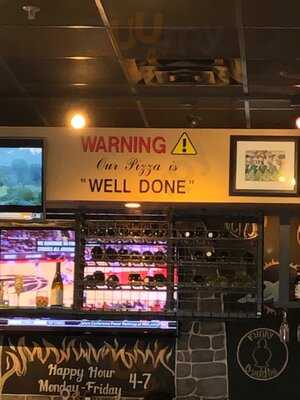 WARNING
Our Pizza is
"WELL DONE"
Happy Hour
Monday-Friday 4-7